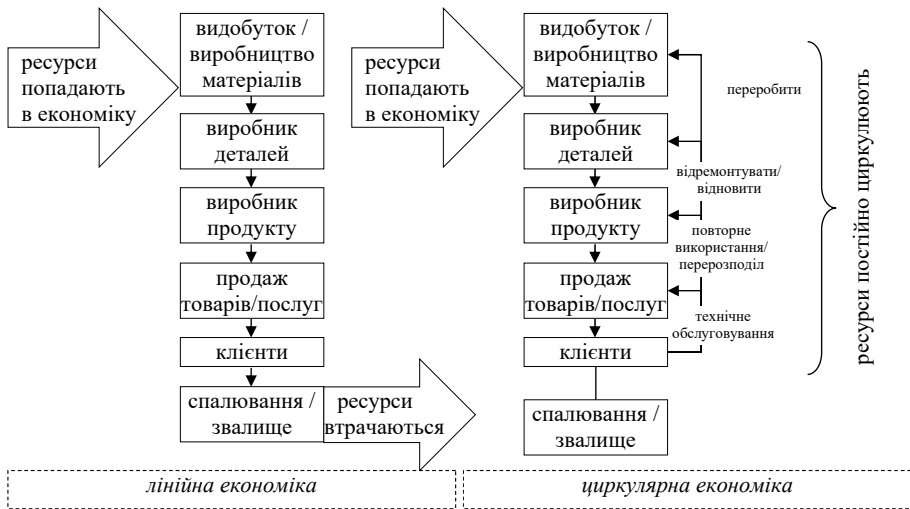 ресурси
попадають
в економіку
видобуток /
виробництво
матеріалів
виробник
деталей
виробник
продукту
продаж
товарів/послуг
клієнти
спалювання /
звалище
ресурси
втрачаються
лінійна економіка
ресурси
попадають
в економіку
видобуток /
виробництво
матеріалів
виробник
деталей
виробник
продукту
продаж
товарів/послуг
клієнти
спалювання /
звалище
переробити
відремонтувати/
відновити
повторне
використання/
перерозподіл
технічне
обслуговування
ресурси постійно циркулюють
циркулярна економіка